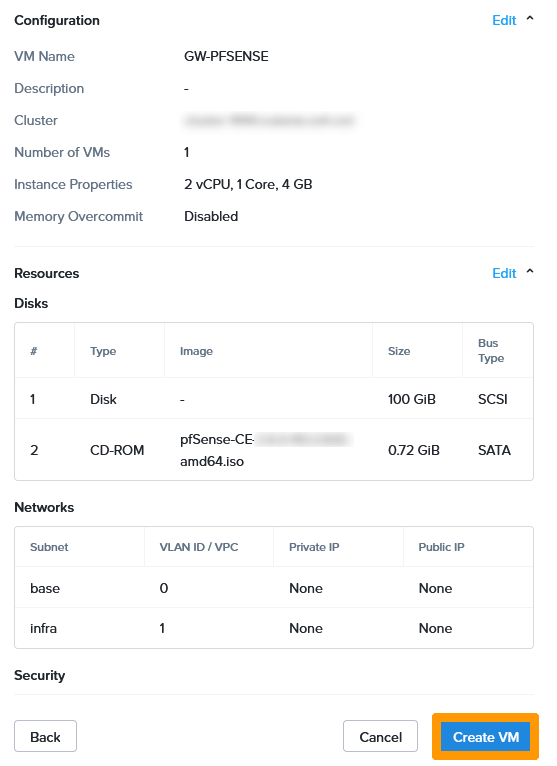 Configuration Edit
VM Name GW-PFSENSE
Description -
Cluster
Number of VMs 1
Instance Properties 2 vCPU, 1 Core, 4 GB
Memory Overcommit Disabled
Resources Edit
Disks
# Type Image Size Bus Type
1 Disk - 100 GiB SCSI
2 CD-ROM pfSense-CE- 0.72 GiB SATA
amd64.iso
Networks
Subnet VLAN ID / VPC Private IP Public IP
base 0 None None
infra 1 None None
Security
Back Cancel Create VM